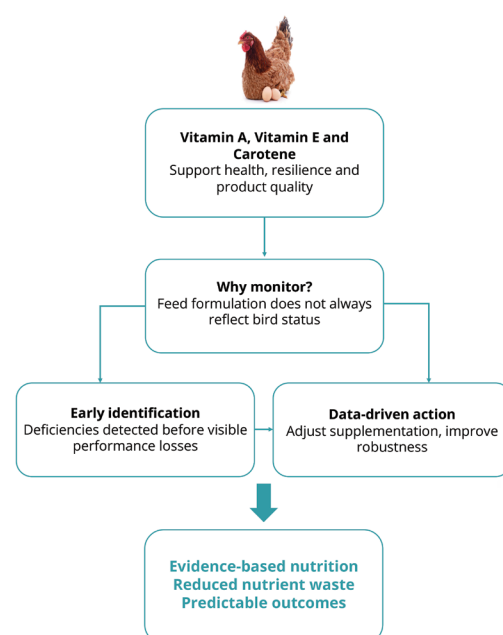 Vitamin A, Vitamin E and
Carotene
Support health, resilience and
product quality
Why monitor?
Feed formulation does not always
reflect bird status
Early identification
Deficiencies detected before visible
performance losses
Data-driven action
Adjust supplementation, improve
robustness
Evidence-based nutrition
Reduced nutrient waste
Predictable outcomes